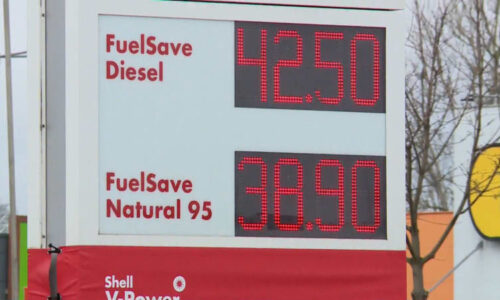 FuelSave
Diesel
42.50
FuelSave
Natural 95
38.90
Shell
V-Power